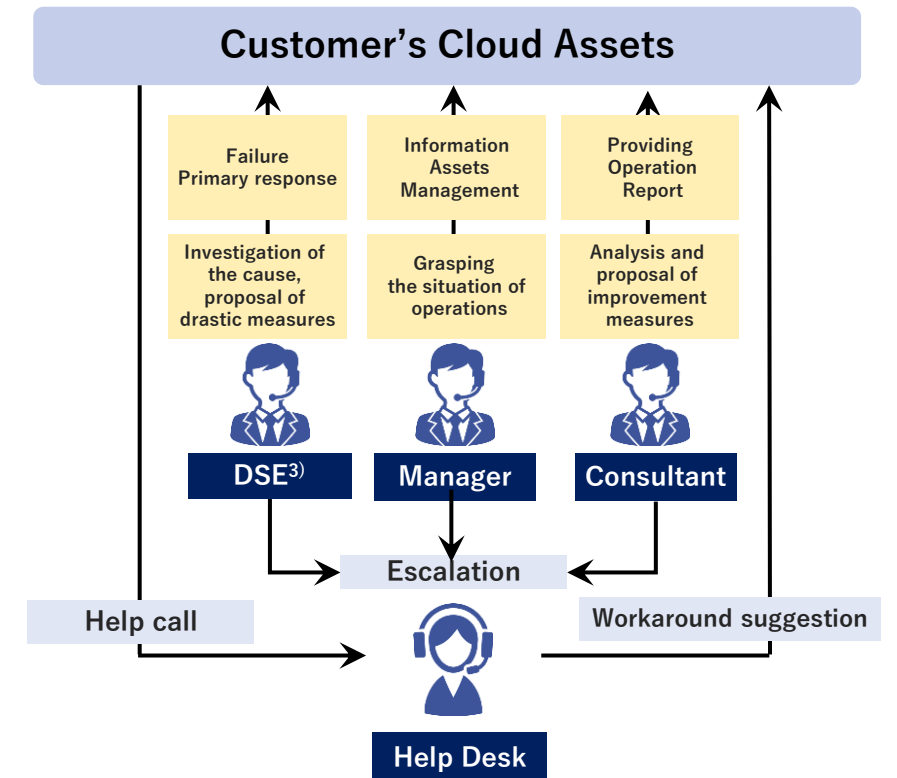 Customer’s Cloud Assets
Failure
Primary response
Information
Assets
Management
Providing
Operation
Report
Investigation of
the cause,
proposal of
drastic measures
Grasping
the situation of
operations
Analysis and
proposal of
improvement
measures
DSE³⁾
Manager
Consultant
Escalation
Help call
Workaround suggestion
Help Desk